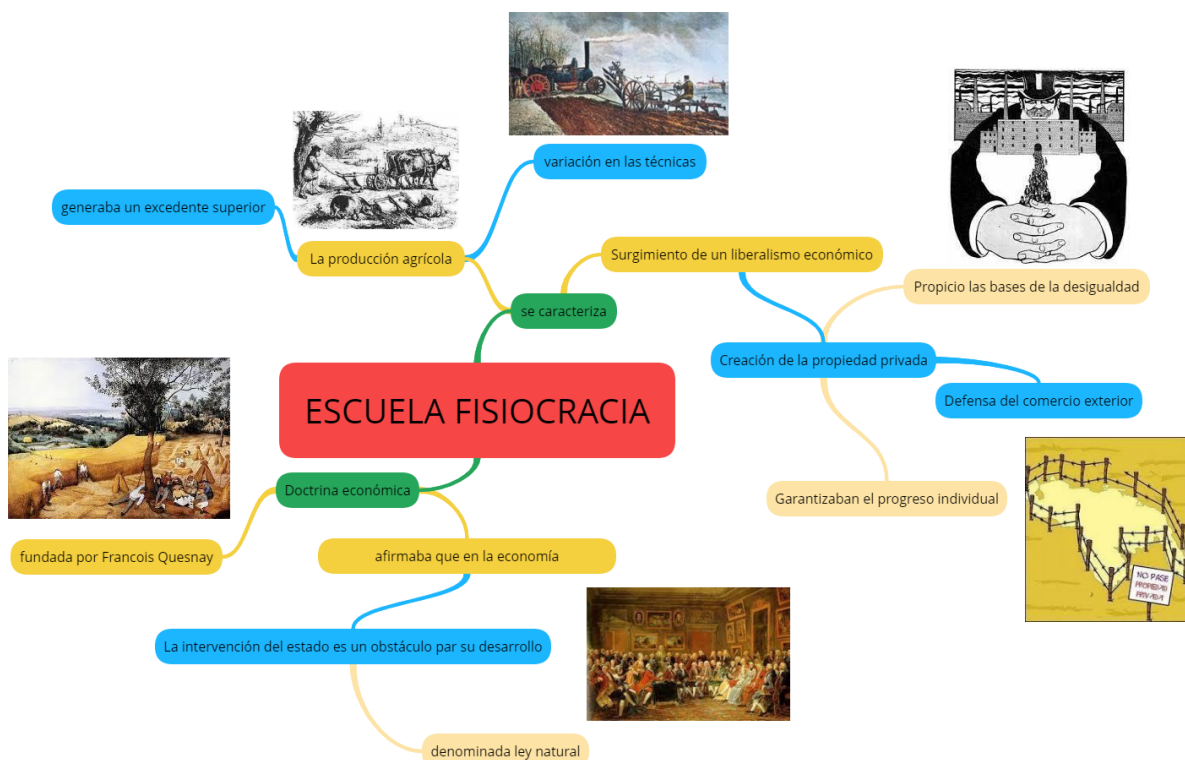 variación en las técnicas
generaba un excedente superior
La producción agrícola
Surgimiento de un liberalismo económico
Propicio las bases de la desigualdad
se caracteriza
Creación de la propiedad privada
Defensa del comercio exterior
ESCUELA FISIOCRACIA
Doctrina económica
Garantizaban el progreso individual
fundada por Francois Quesnay
afirmaba que en la economía
NO PASE
PROPIEDAD
PRIVADA
La intervención del estado es un obstáculo par su desarrollo
denominada ley natural